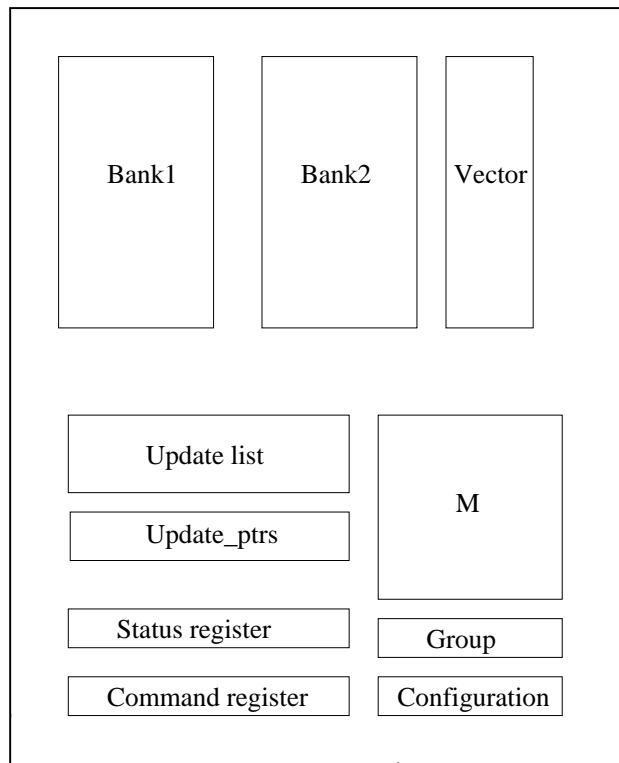 Bank1
Bank2
Vector
Update list
M
Update_ptrs
Status register
Group
Command register
Configuration